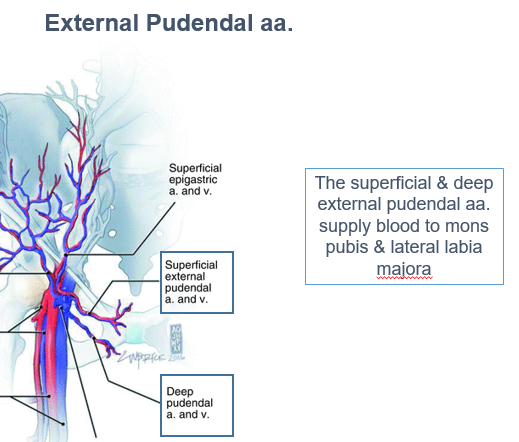 External Pudendal aa.
Superficial
epigastric
a. and v.
Superficial
external
pudendal
a. and v.
Deep
pudendal
a. and v.
The superficial & deep
external pudendal aa.
supply blood to mons
pubis & lateral labia
majora